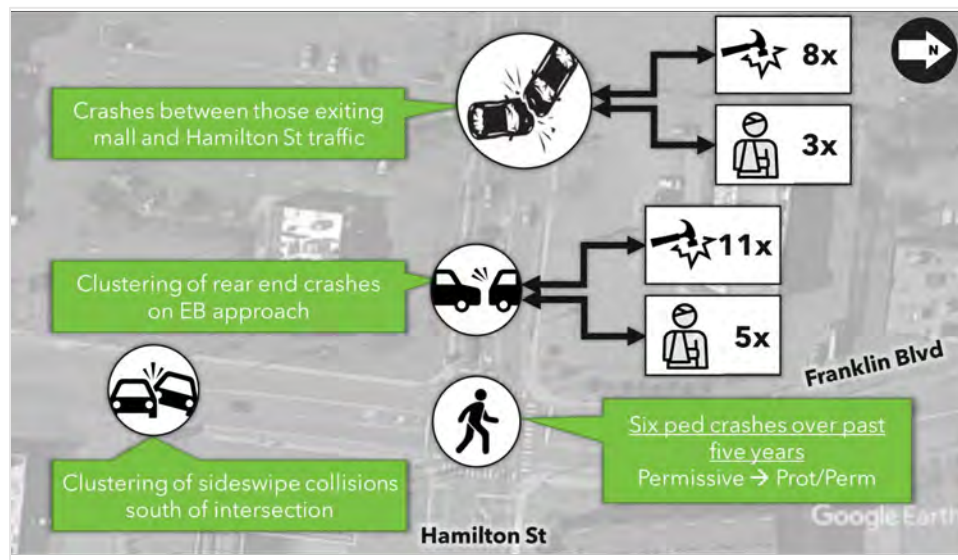 N
8x
Crashes between those exiting
mall and Hamilton St traffic
3x
11x
Clustering of rear end crashes
on EB approach
5x
Franklin Blvd
Six ped crashes over past
five years
Permissive → Prot/Perm
Clustering of sideswipe collisions
south of intersection
Google Earth
Hamilton St